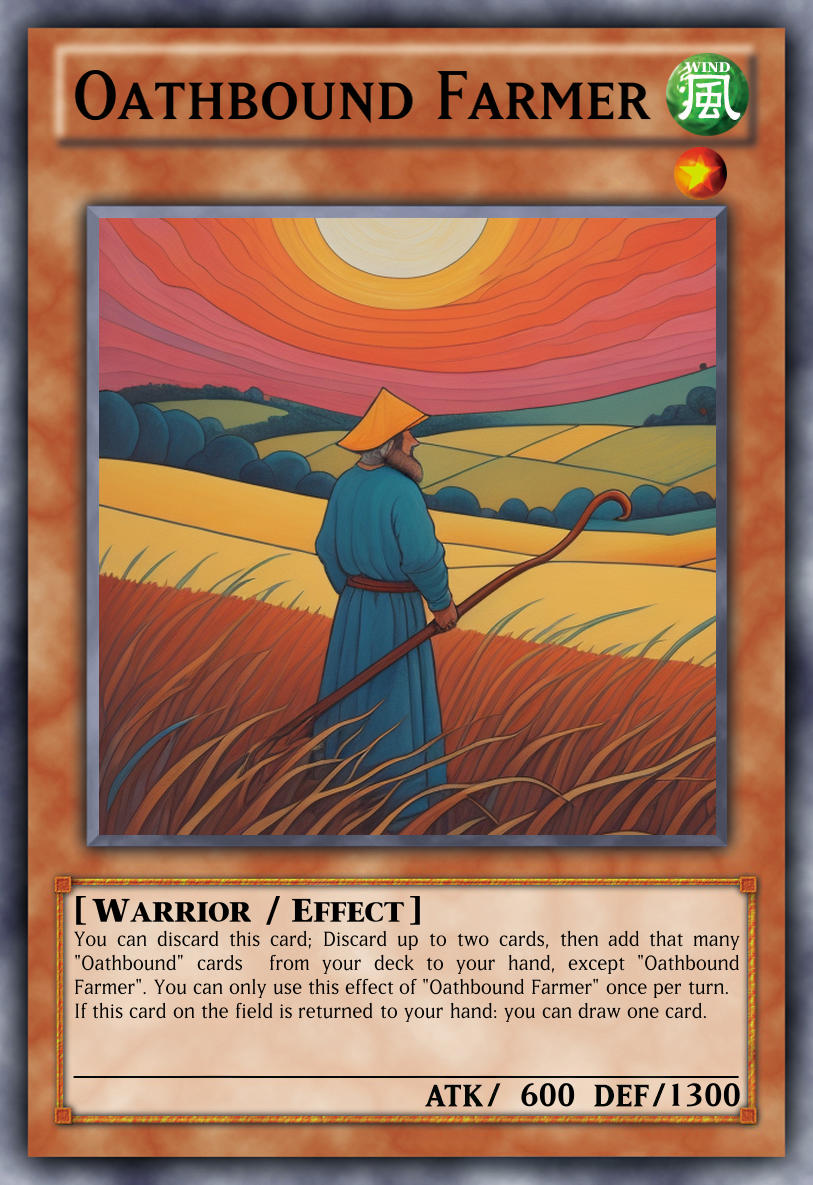 Oathbound Farmer
WIND
風
[ Warrior / Effect ]
You can discard this card; Discard up to two cards, then add that many
"Oathbound" cards from your deck to your hand, except "Oathbound
Farmer". You can only use this effect of "Oathbound Farmer" once per turn.
If this card on the field is returned to your hand: you can draw one card.
ATK/ 600 DEF/1300